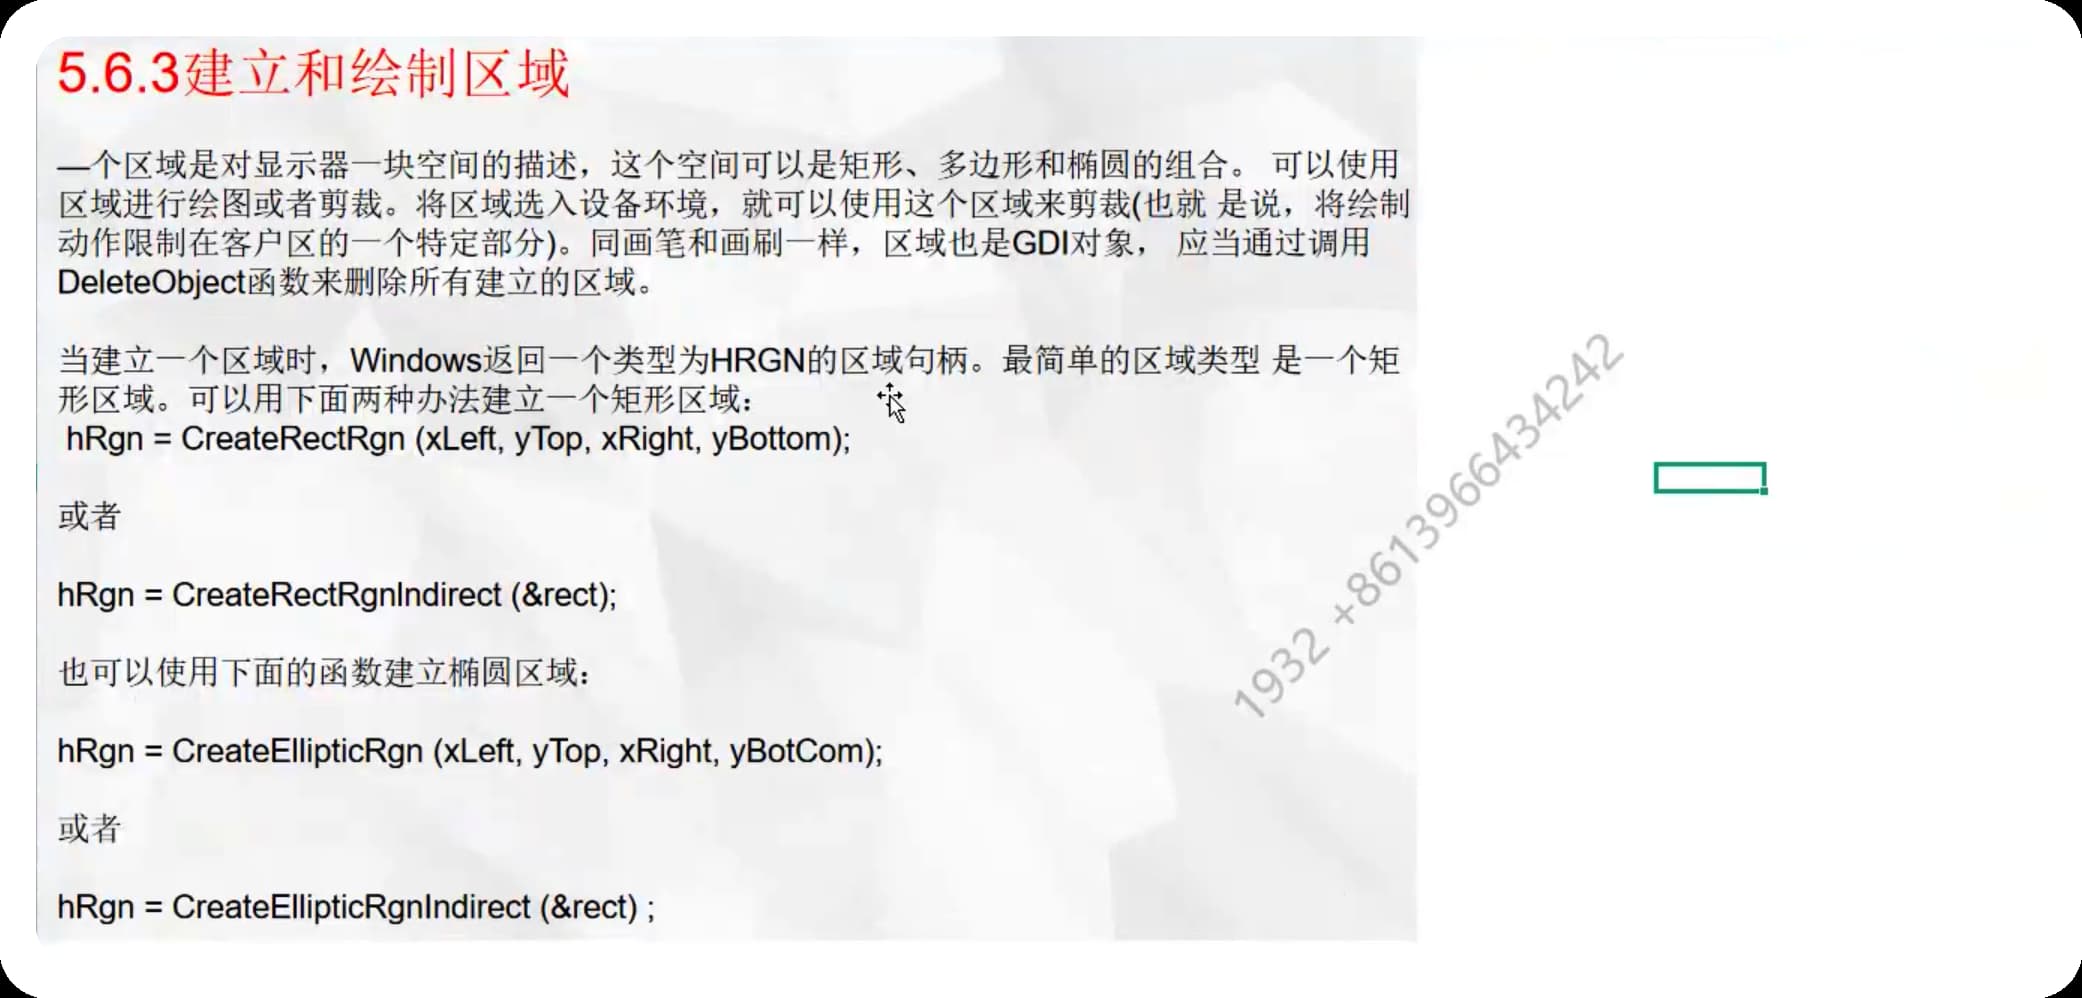 5.6.3建立和绘制区域
—个区域是对显示器一块空间的描述，这个空间可以是矩形、多边形和椭圆的组合。 可以使用
区域进行绘图或者剪裁。将区域选入设备环境，就可以使用这个区域来剪裁(也就 是说，将绘制
动作限制在客户区的一个特定部分)。同画笔和画刷一样，区域也是GDI对象， 应当通过调用
DeleteObject函数来删除所有建立的区域。
当建立一个区域时，Windows返回一个类型为HRGN的区域句柄。最简单的区域类型 是一个矩
形区域。可以用下面两种办法建立一个矩形区域：
hRgn = CreateRectRgn (xLeft, yTop, xRight, yBottom);
或者
hRgn = CreateRectRgnIndirect (&rect);
也可以使用下面的函数建立椭圆区域：
hRgn = CreateEllipticRgn (xLeft, yTop, xRight, yBotCom);
或者
hRgn = CreateEllipticRgnIndirect (&rect) ;
1932 +8613966434242